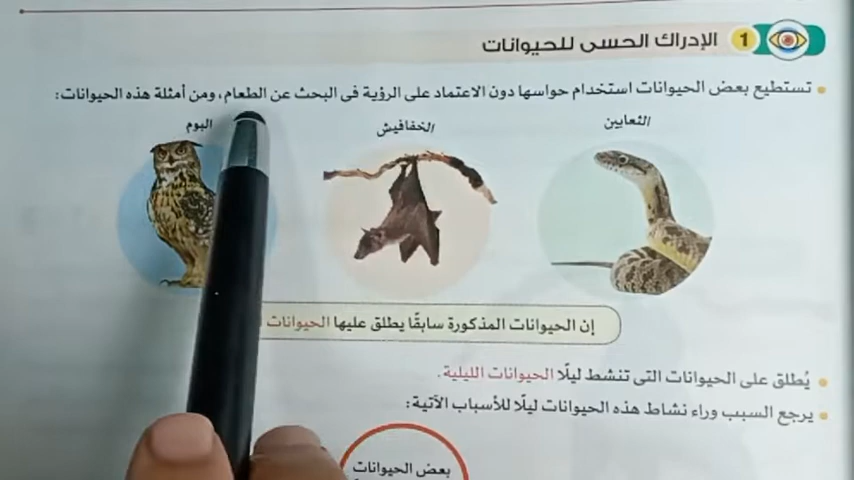 1 الإدراك الحسى للحيوانات
• تستطيع بعض الحيوانات استخدام حواسها دون الاعتماد على الرؤية فى البحث عن الطعام، ومن أمثلة هذه الحيوانات:
الثعابين
الخفافيش
البوم
إن الحيوانات المذكورة سابقًا يطلق عليها الحيوانات
• يُطلق على الحيوانات التى تنشط ليلًا الحيوانات الليلية.
• يرجع السبب وراء نشاط هذه الحيوانات ليلًا للأسباب الآتية:
بعض الحيوانات